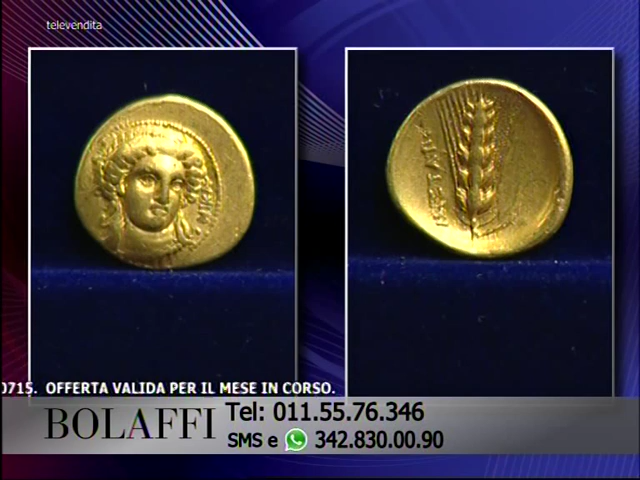 televendita
0715. OFFERTA VALIDA PER IL MESE IN CORSO.
BOLAFFI
Tel: 011.55.76.346
SMS e 342.830.00.90